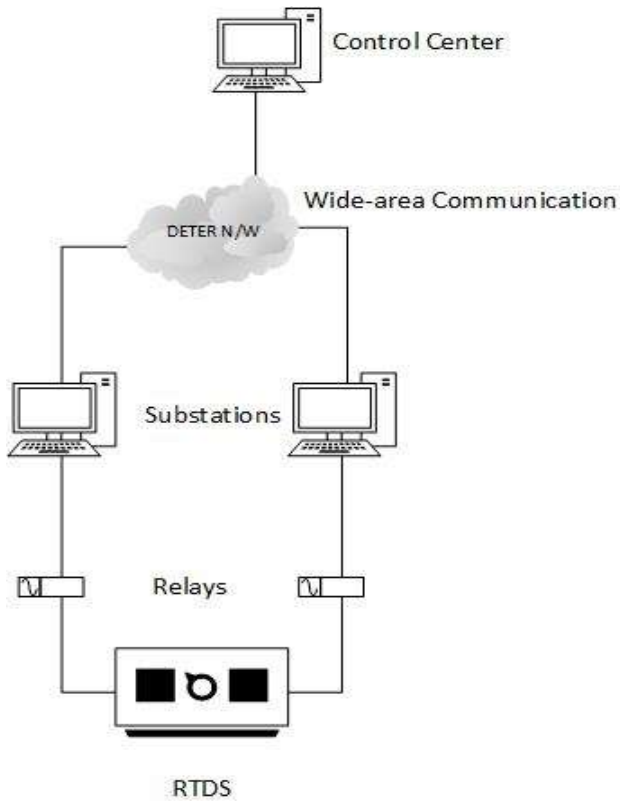 Control Center
Wide-area Communication
DETER N/W
Substations
Relays
RTDS